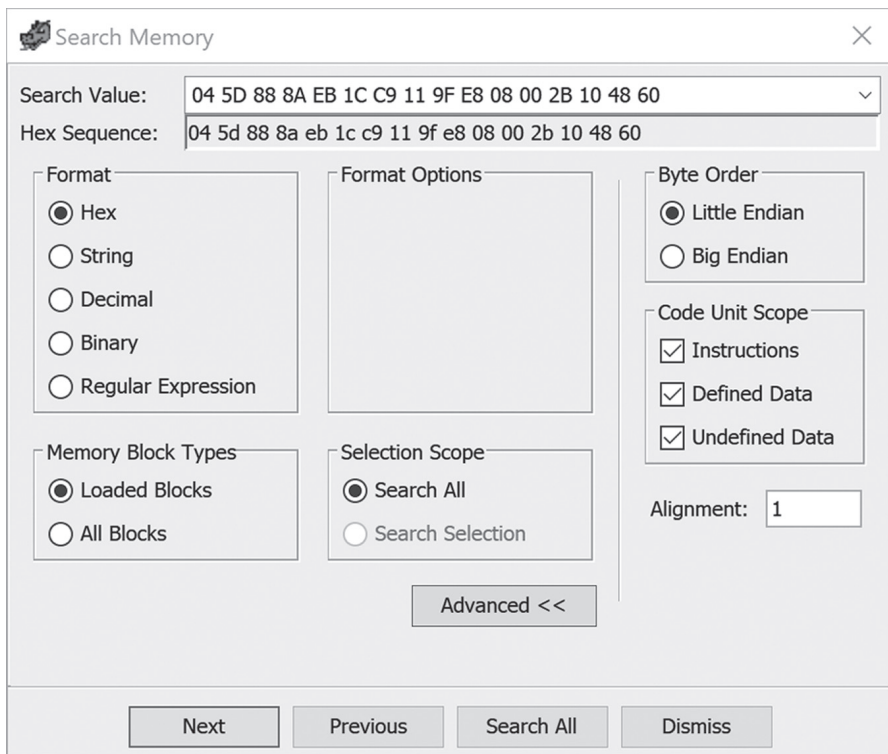 Search Memory
Search Value: 04 5D 88 8A EB 1C C9 11 9F E8 08 00 2B 10 48 60
Hex Sequence: 04 5d 88 8a eb 1c c9 11 9f e8 08 00 2b 10 48 60
Format
Hex
String
Decimal
Binary
Regular Expression
Format Options
Byte Order
Little Endian
Big Endian
Code Unit Scope
Instructions
Defined Data
Undefined Data
Memory Block Types
Loaded Blocks
All Blocks
Selection Scope
Search All
Search Selection
Alignment: 1
Advanced <<
Next Previous Search All Dismiss